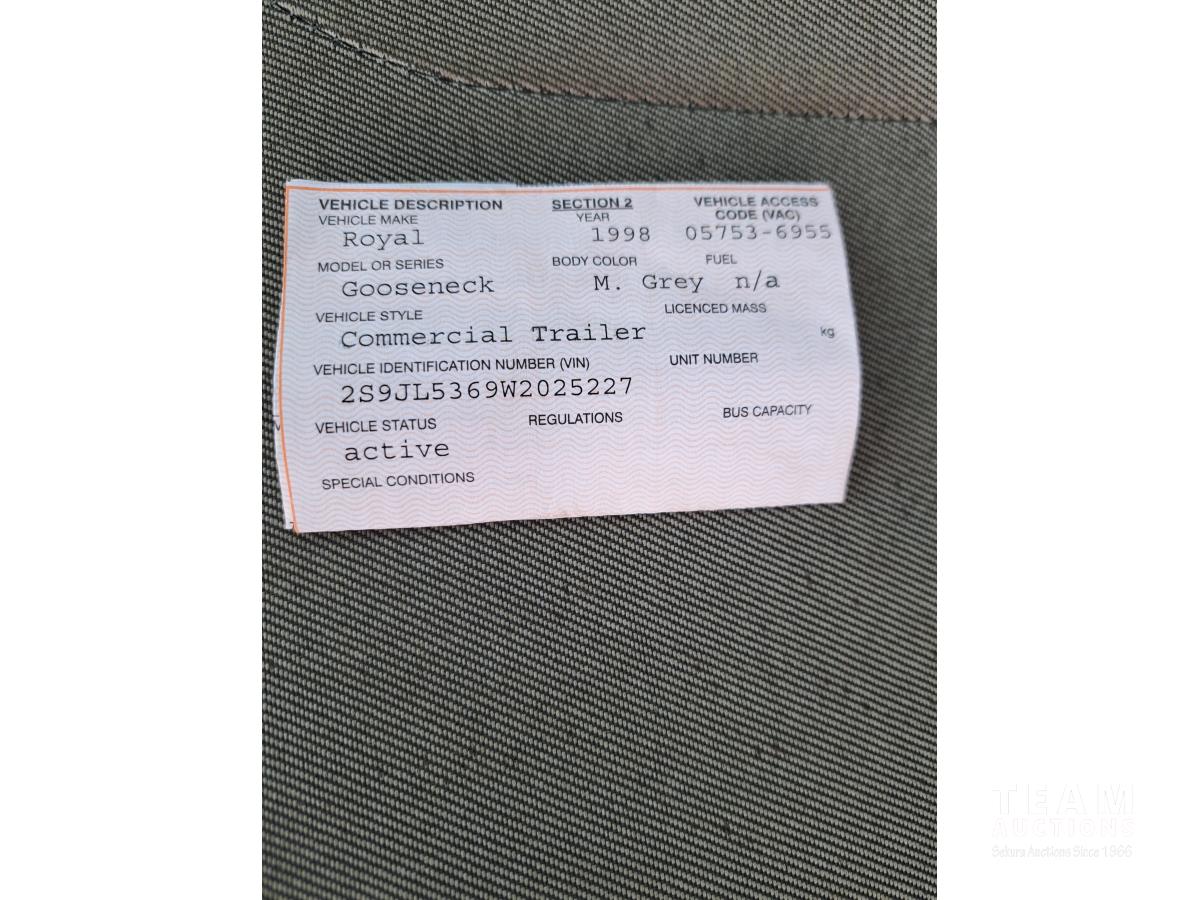 VEHICLE DESCRIPTION SECTION 2 VEHICLE ACCESS
VEHICLE MAKE YEAR CODE (VAC)
Royal 1998 05753-6955
MODEL OR SERIES BODY COLOR FUEL
Gooseneck M. Grey n/a
VEHICLE STYLE LICENCED MASS
Commercial Trailer kg
VEHICLE IDENTIFICATION NUMBER (VIN) UNIT NUMBER
2S9JL5369W2025227
VEHICLE STATUS REGULATIONS BUS CAPACITY
active
SPECIAL CONDITIONS
TEAM
AUCTIONS
Sekura Auctions Since 1966